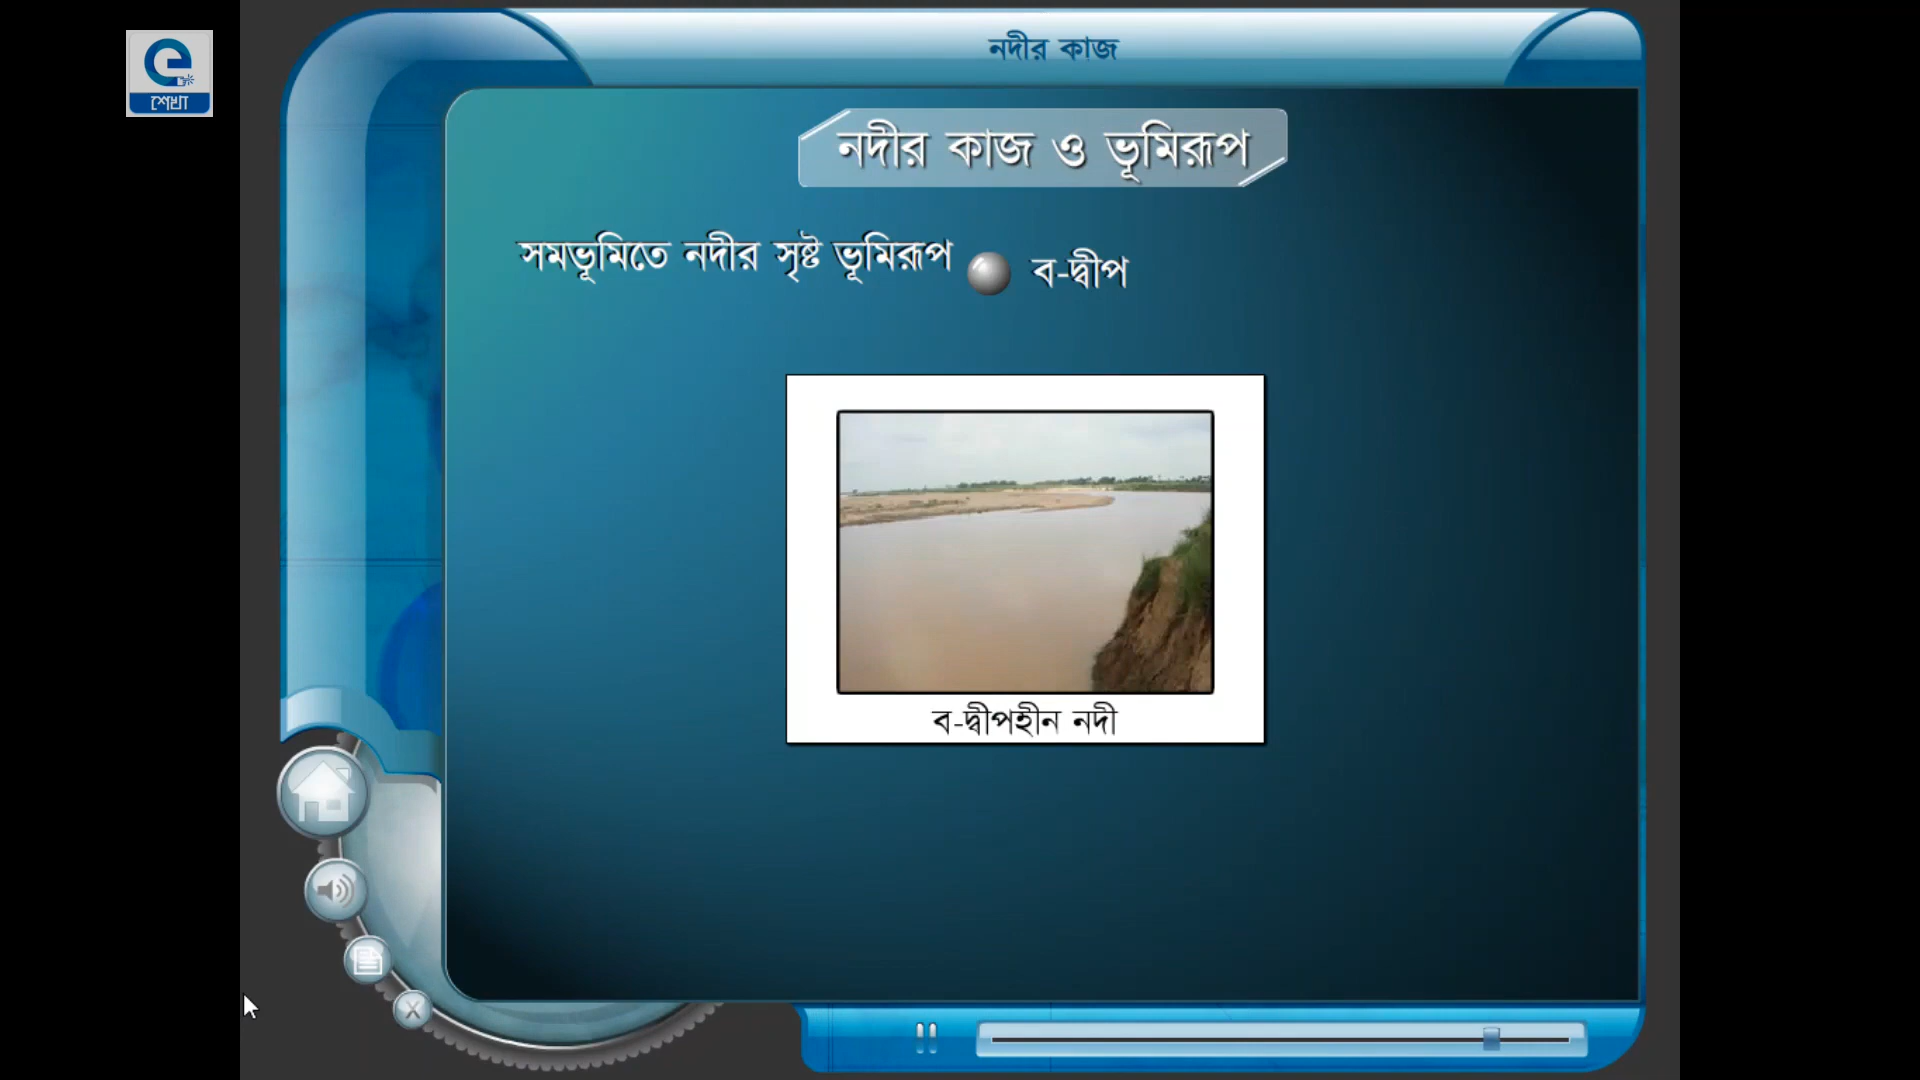 নদীর কাজ
শেখা
নদীর কাজ ও ভূমিরূপ
সমভূমিতে নদীর সৃষ্ট ভূমিরূপ
ব-দ্বীপ
ব-দ্বীপহীন নদী